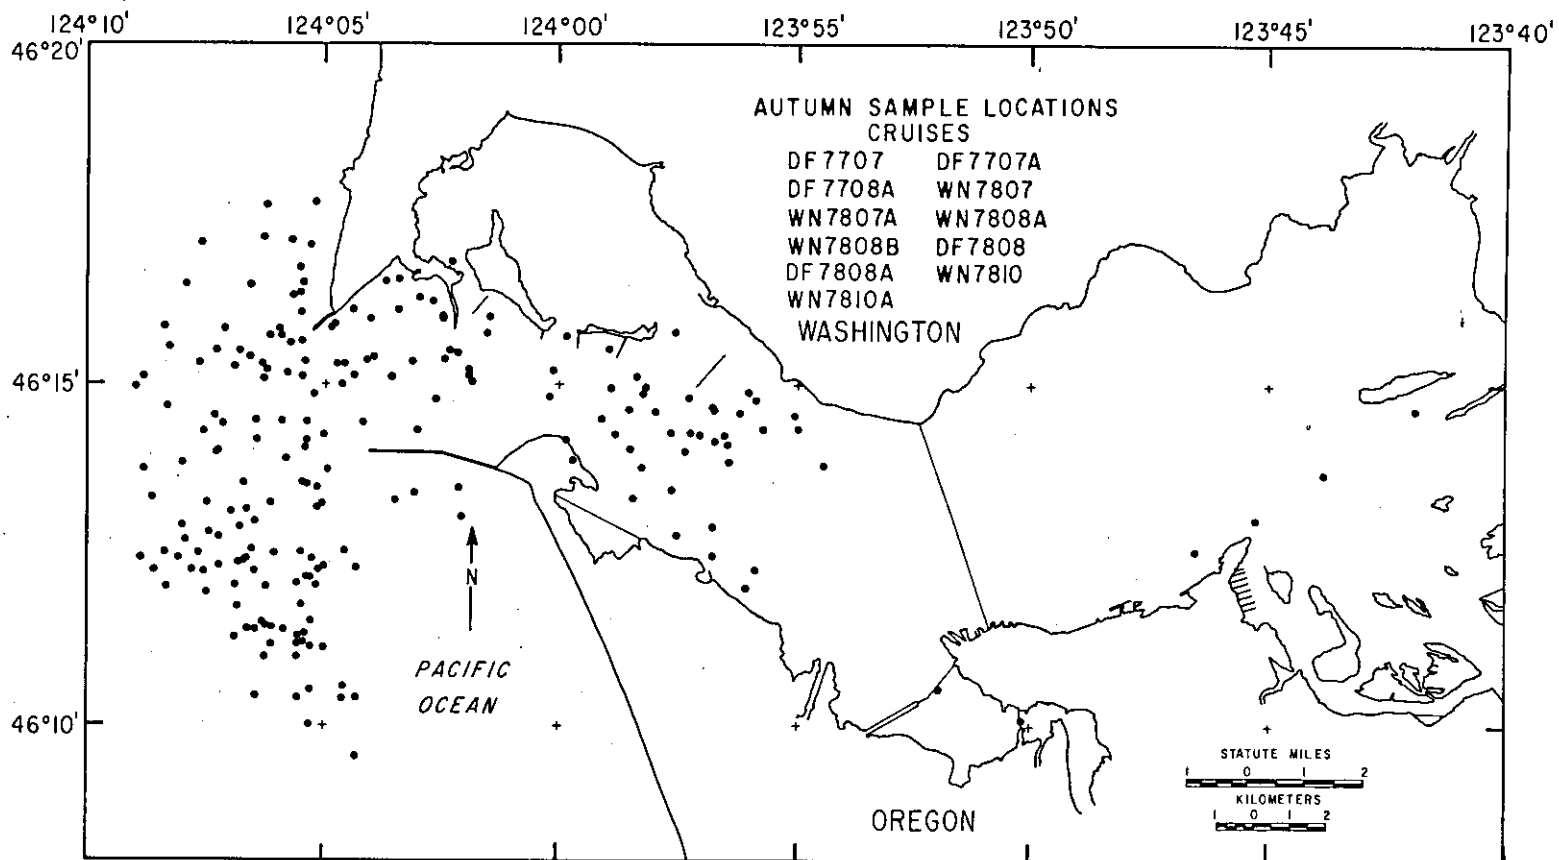 124°10' 124°05' 124°00' 123°55' 123°50' 123°45' 123°40'
46°20'
AUTUMN SAMPLE LOCATIONS
CRUISES
DF7707 DF7707A
DF7708A WN7807
WN7807A WN7808A
WN7808B DF7808
DF7808A WN7810
WN7810A
WASHINGTON
46°15'
N
PACIFIC
OCEAN
46°10'
STATUTE MILES
1 0 1 2
KILOMETERS
1 0 1 2
OREGON